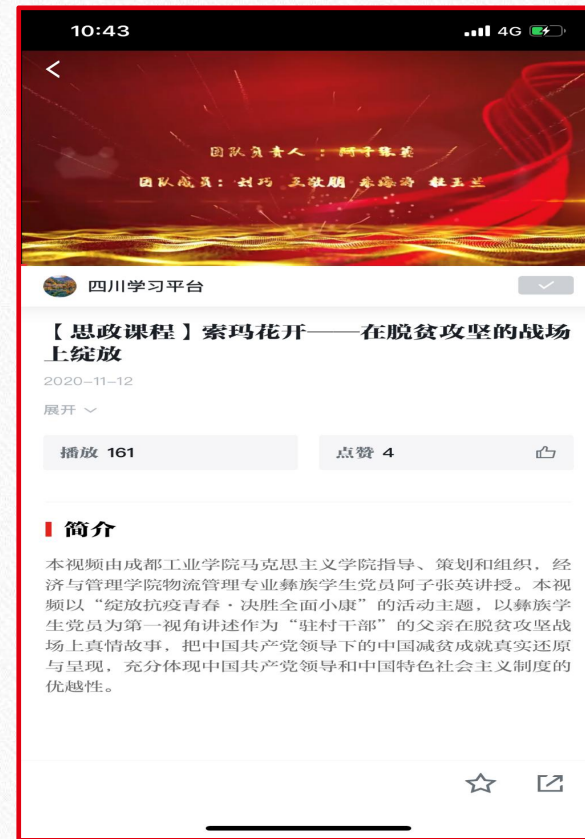 10:43
4G
团队负责人：阿子张英
团队成员：刘巧 王敬朋 杜玉兰
四川学习平台
【思政课程】索玛花开——在脱贫攻坚的战场
上绽放
2020-11-12
展开
播放 161
点赞 4
简介
本视频由成都工业学院马克思主义学院指导、策划和组织，经
济与管理学院物流管理专业彝族学生党员阿子张英讲授。本视
频以“绽放抗疫青春·决胜全面小康”的活动主题，以彝族学
生党员为第一视角讲述作为“驻村干部”的父亲在脱贫攻坚战
场上真情故事，把中国共产党领导下的中国减贫成就真实还原
与呈现，充分体现中国共产党领导和中国特色社会主义制度的
优越性。